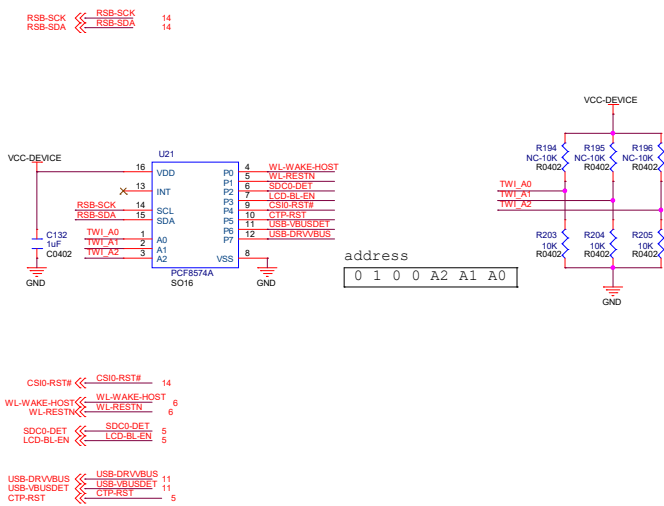 RSB-SCK RSB-SCK 14
RSB-SDA RSB-SDA 14
VCC-DEVICE
R194 R195 R196
NC-10K NC-10K NC-10K
R0402 R0402 R0402
TWI_A0
TWI_A1
TWI_A2
R203 R204 R205
10K 10K 10K
R0402 R0402 R0402
GND
VCC-DEVICE
U21
16 VDD P0 4 WL-WAKE-HOST
P1 5 WL-RESTN
13 INT P2 6 SDC0-DET
P3 7 LCD-BL-EN
RSB-SCK 14 SCL P4 9 CSI0-RST#
RSB-SDA 15 SDA P5 10 CTP-RST
P6 11 USB-VBUSDET
TWI_A0 1 A0 P7 12 USB-DRVVBUS
TWI_A1 2 A1
TWI_A2 3 A2 VSS 8
C132
1uF
C0402
GND
PCF8574A
SO16
GND
address
0 1 0 0 A2 A1 A0
CSI0-RST# CSI0-RST# 14
WL-WAKE-HOST WL-WAKE-HOST 6
WL-RESTN WL-RESTN 6
SDC0-DET SDC0-DET 5
LCD-BL-EN LCD-BL-EN 5
USB-DRVVBUS USB-DRVVBUS 11
USB-VBUSDET USB-VBUSDET 11
CTP-RST CTP-RST 5